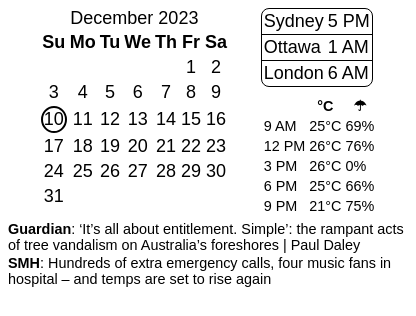 December 2023
Su Mo Tu We Th Fr Sa
1 2
3 4 5 6 7 8 9
10 11 12 13 14 15 16
17 18 19 20 21 22 23
24 25 26 27 28 29 30
31
Sydney 5 PM
Ottawa 1 AM
London 6 AM
°C ☂
9 AM 25°C 69%
12 PM 26°C 76%
3 PM 26°C 0%
6 PM 25°C 66%
9 PM 21°C 75%
Guardian: ‘It’s all about entitlement. Simple’: the rampant acts
of tree vandalism on Australia’s foreshores | Paul Daley
SMH: Hundreds of extra emergency calls, four music fans in
hospital – and temps are set to rise again